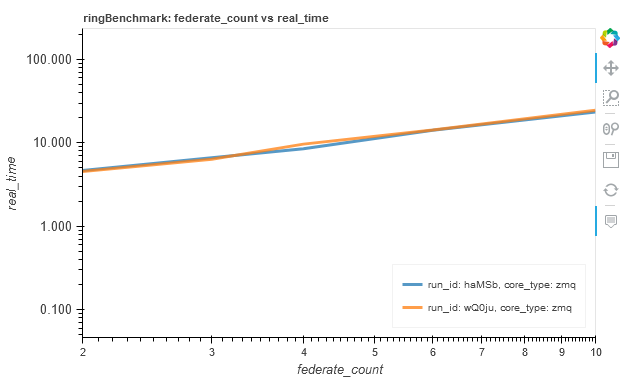 ringBenchmark: federate_count vs real_time
real_time
100.000
10.000
1.000
0.100
run_id: haMSb, core_type: zmq
run_id: wQ0ju, core_type: zmq
2 3 4 5 6 7 8 9 10
federate_count